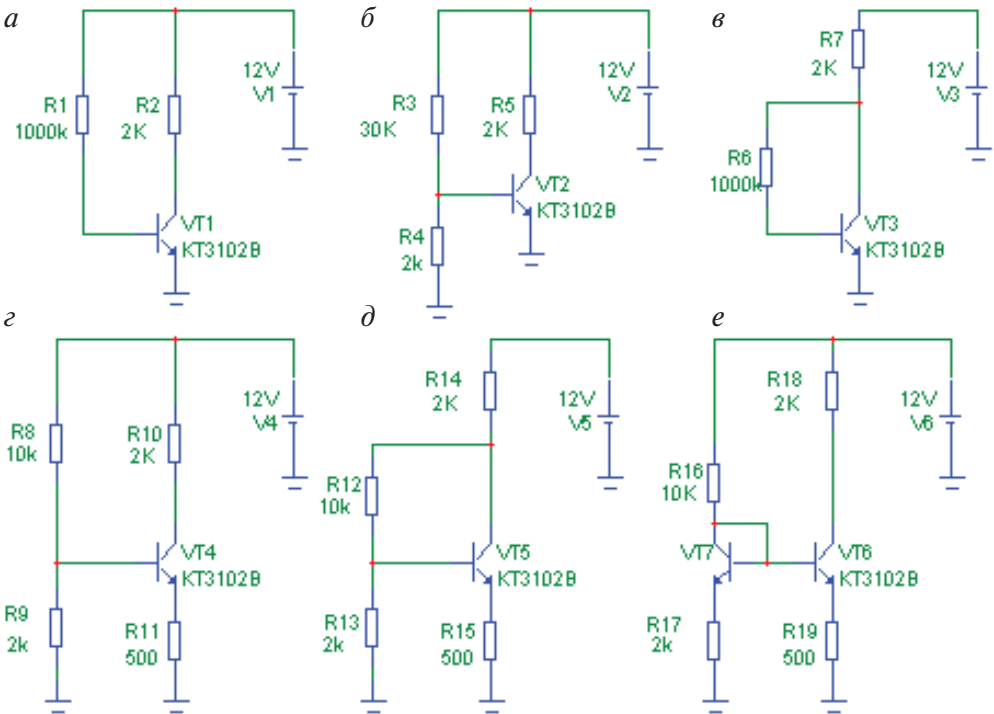 а
R1
1000k
R2
2K
12V
V1
VT1
KT3102B
б
R3
30K
R5
2K
12V
V2
R4
2k
VT2
KT3102B
в
R7
2K
12V
V3
R6
1000k
VT3
KT3102B
г
R8
10k
R10
2K
12V
V4
VT4
KT3102B
R9
2k
R11
500
д
R14
2K
12V
V5
R12
10k
VT5
KT3102B
R13
2k
R15
500
е
R18
2K
12V
V6
R16
10K
VT7
VT6
KT3102B
R17
2k
R19
500